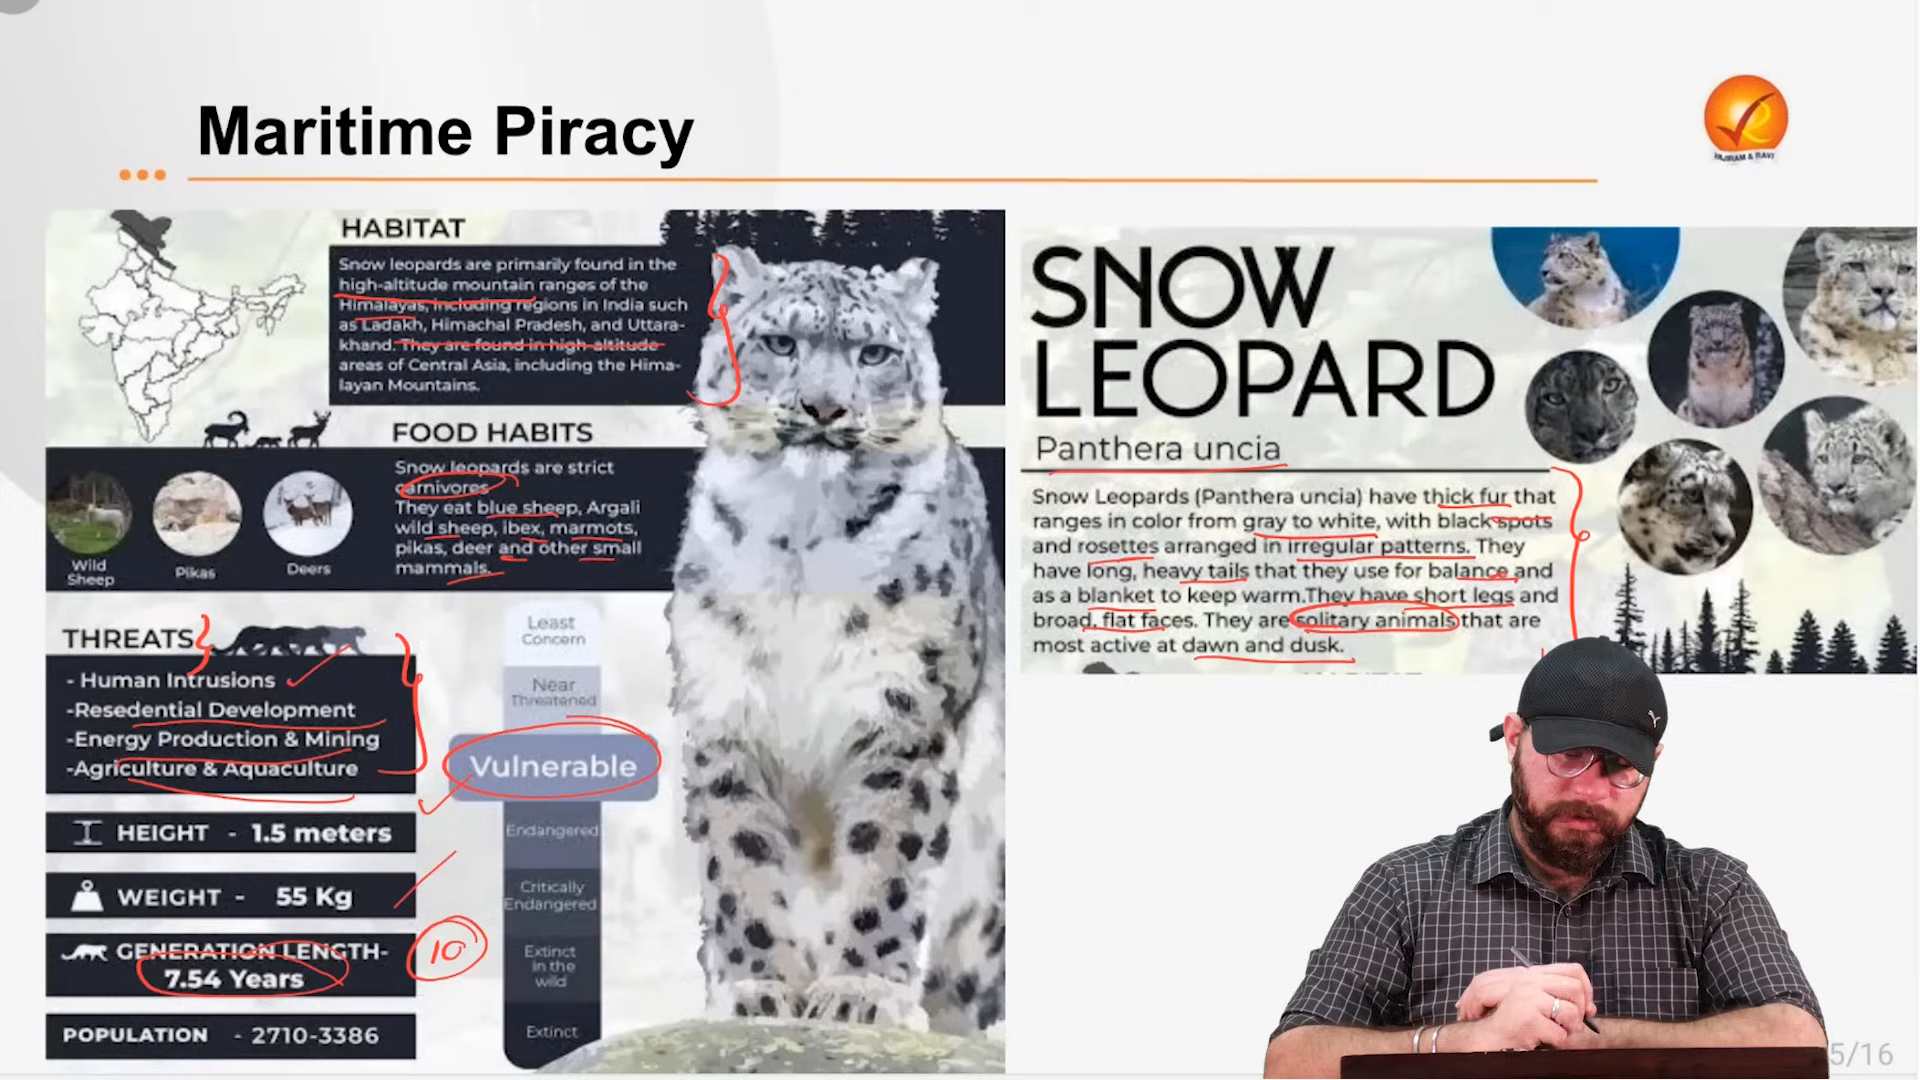 Maritime Piracy
VAJIRAM & RAVI
HABITAT
Snow leopards are primarily found in the
high-altitude mountain ranges of the
Himalayas, including regions in India such
as Ladakh, Himachal Pradesh, and Uttara-
khand. They are found in high-altitude
areas of Central Asia, including the Hima-
layan Mountains.
FOOD HABITS
Snow leopards are strict
carnivores
They eat blue sheep, Argali
wild sheep, ibex, marmots,
pikas, deer and other small
mammals.
Wild
Sheep
Pikas
Deers
THREATS
- Human Intrusions
-Resedential Development
-Energy Production & Mining
-Agriculture & Aquaculture
HEIGHT - 1.5 meters
WEIGHT - 55 Kg
GENERATION LENGTH-
7.54 Years
10
POPULATION - 2710-3386
Least
Concern
Near
Threatened
Vulnerable
Endangered
Critically
Endangered
Extinct
in the
wild
Extinct
SNOW
LEOPARD
Panthera uncia
Snow Leopards (Panthera uncia) have thick fur that
ranges in color from gray to white, with black spots
and rosettes arranged in irregular patterns. They
have long, heavy tails that they use for balance and
as a blanket to keep warm.They have short legs and
broad, flat faces. They are solitary animals that are
most active at dawn and dusk.
5/16